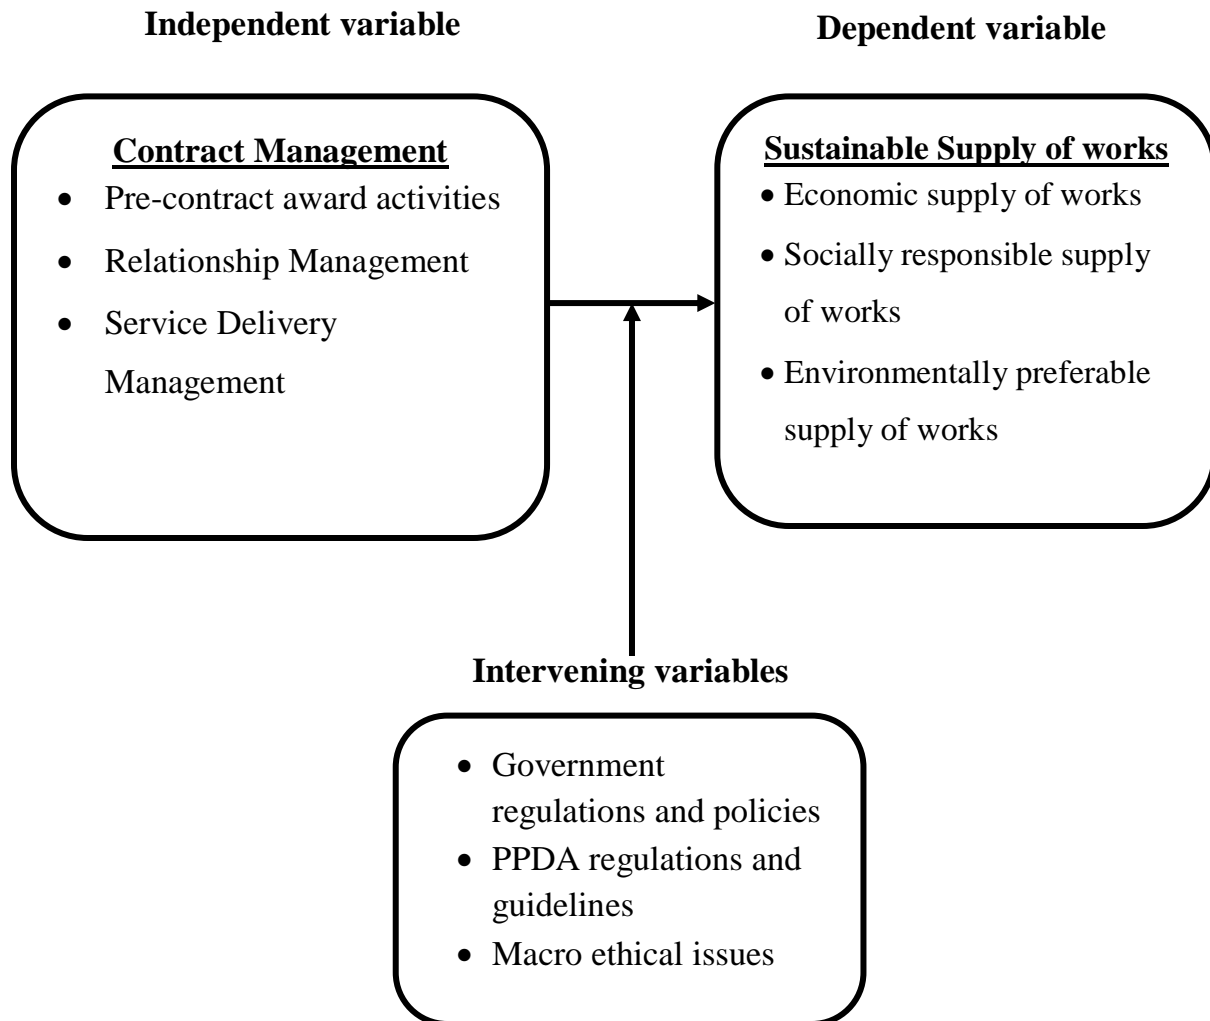 Independent variable
Dependent variable
Contract Management
• Pre-contract award activities
• Relationship Management
• Service Delivery
Management
Sustainable Supply of works
• Economic supply of works
• Socially responsible supply
of works
• Environmentally preferable
supply of works
Intervening variables
• Government
regulations and policies
• PPDA regulations and
guidelines
• Macro ethical issues